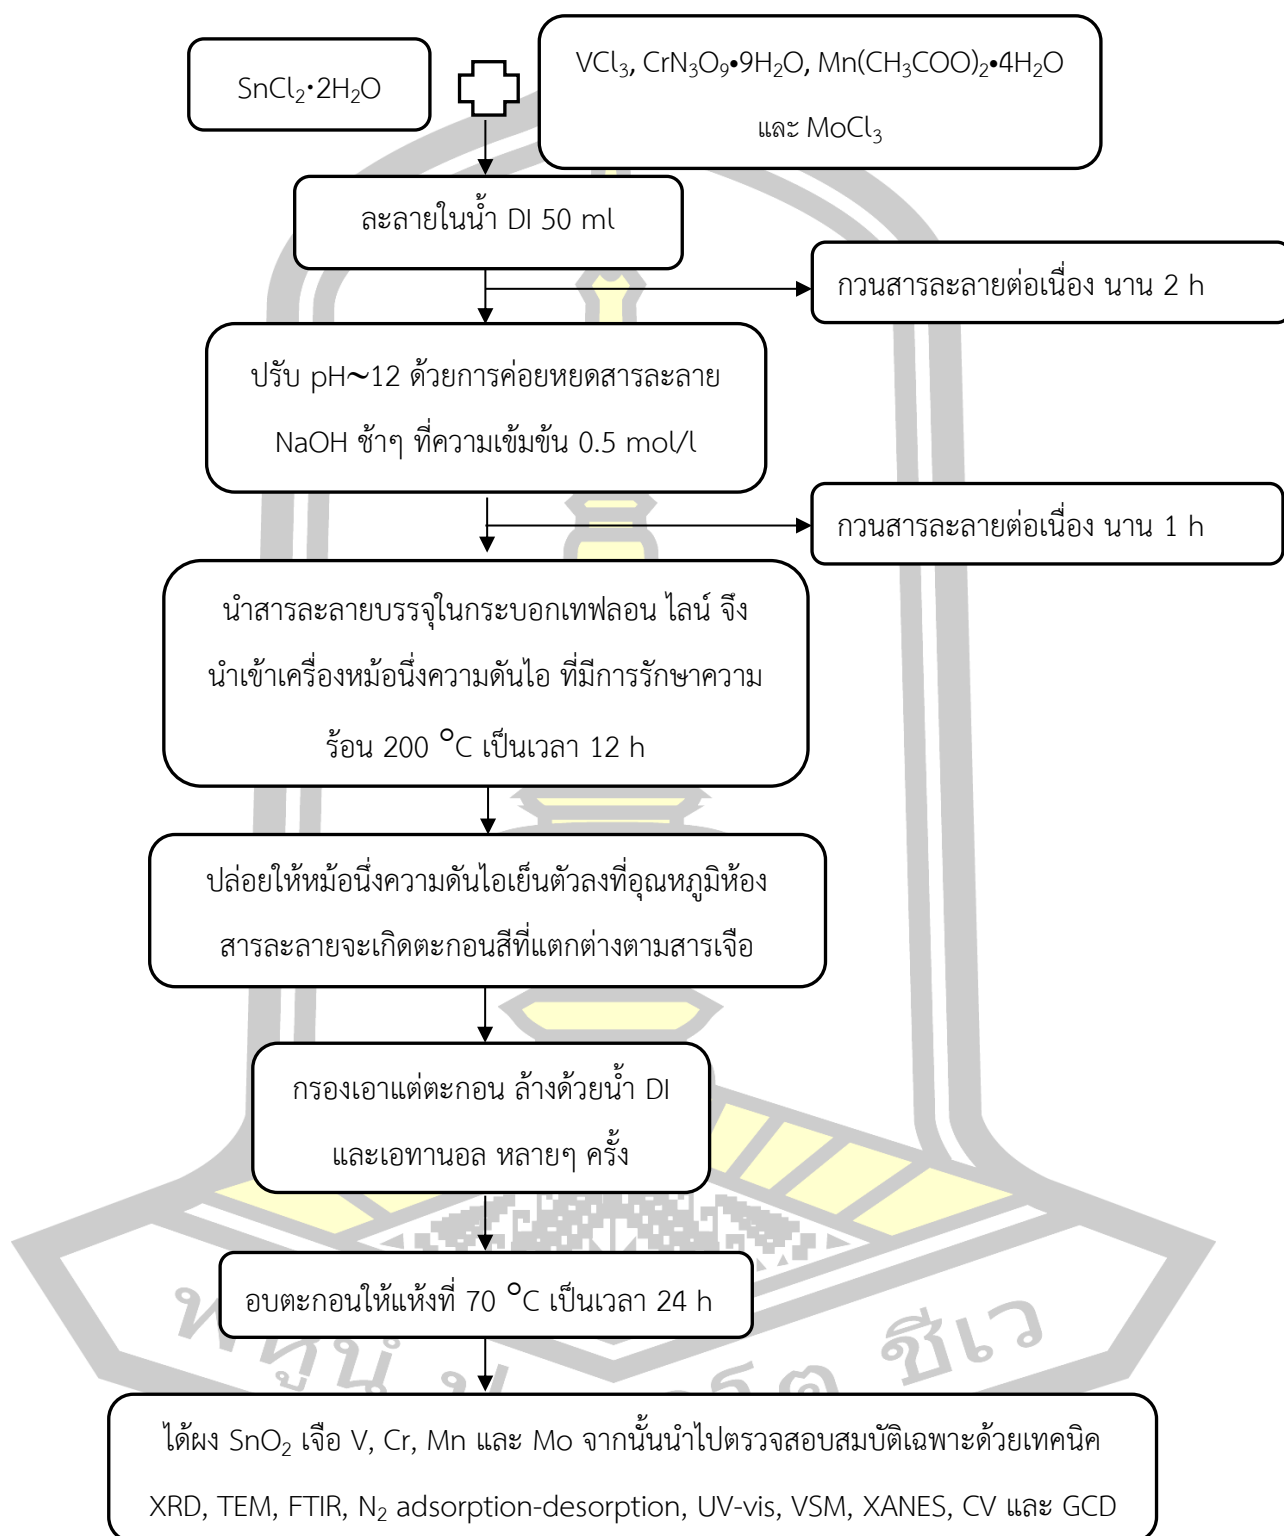 SnCl₂·2H₂O
VCl₃, CrN₃O₉•9H₂O, Mn(CH₃COO)₂•4H₂O
และ MoCl₃
ละลายในน้ำ DI 50 ml
กวนสารละลายต่อเนื่อง นาน 2 h
ปรับ pH~12 ด้วยการค่อยหยดสารละลาย
NaOH ช้าๆ ที่ความเข้มข้น 0.5 mol/l
กวนสารละลายต่อเนื่อง นาน 1 h
นำสารละลายบรรจุในกระบอกเทฟลอน ไลน์ จึง
นำเข้าเครื่องหม้อนึ่งความดันไอ ที่มีการรักษาความ
ร้อน 200 °C เป็นเวลา 12 h
ปล่อยให้หม้อนึ่งความดันไอเย็นตัวลงที่อุณหภูมิห้อง
สารละลายจะเกิดตะกอนสีที่แตกต่างตามสารเจือ
กรองเอาแต่ตะกอน ล้างด้วยน้ำ DI
และเอทานอล หลายๆ ครั้ง
อบตะกอนให้แห้งที่ 70 °C เป็นเวลา 24 h
ได้ผง SnO₂ เจือ V, Cr, Mn และ Mo จากนั้นนำไปตรวจสอบสมบัติเฉพาะด้วยเทคนิค
XRD, TEM, FTIR, N₂ adsorption-desorption, UV-vis, VSM, XANES, CV และ GCD
ชีเว